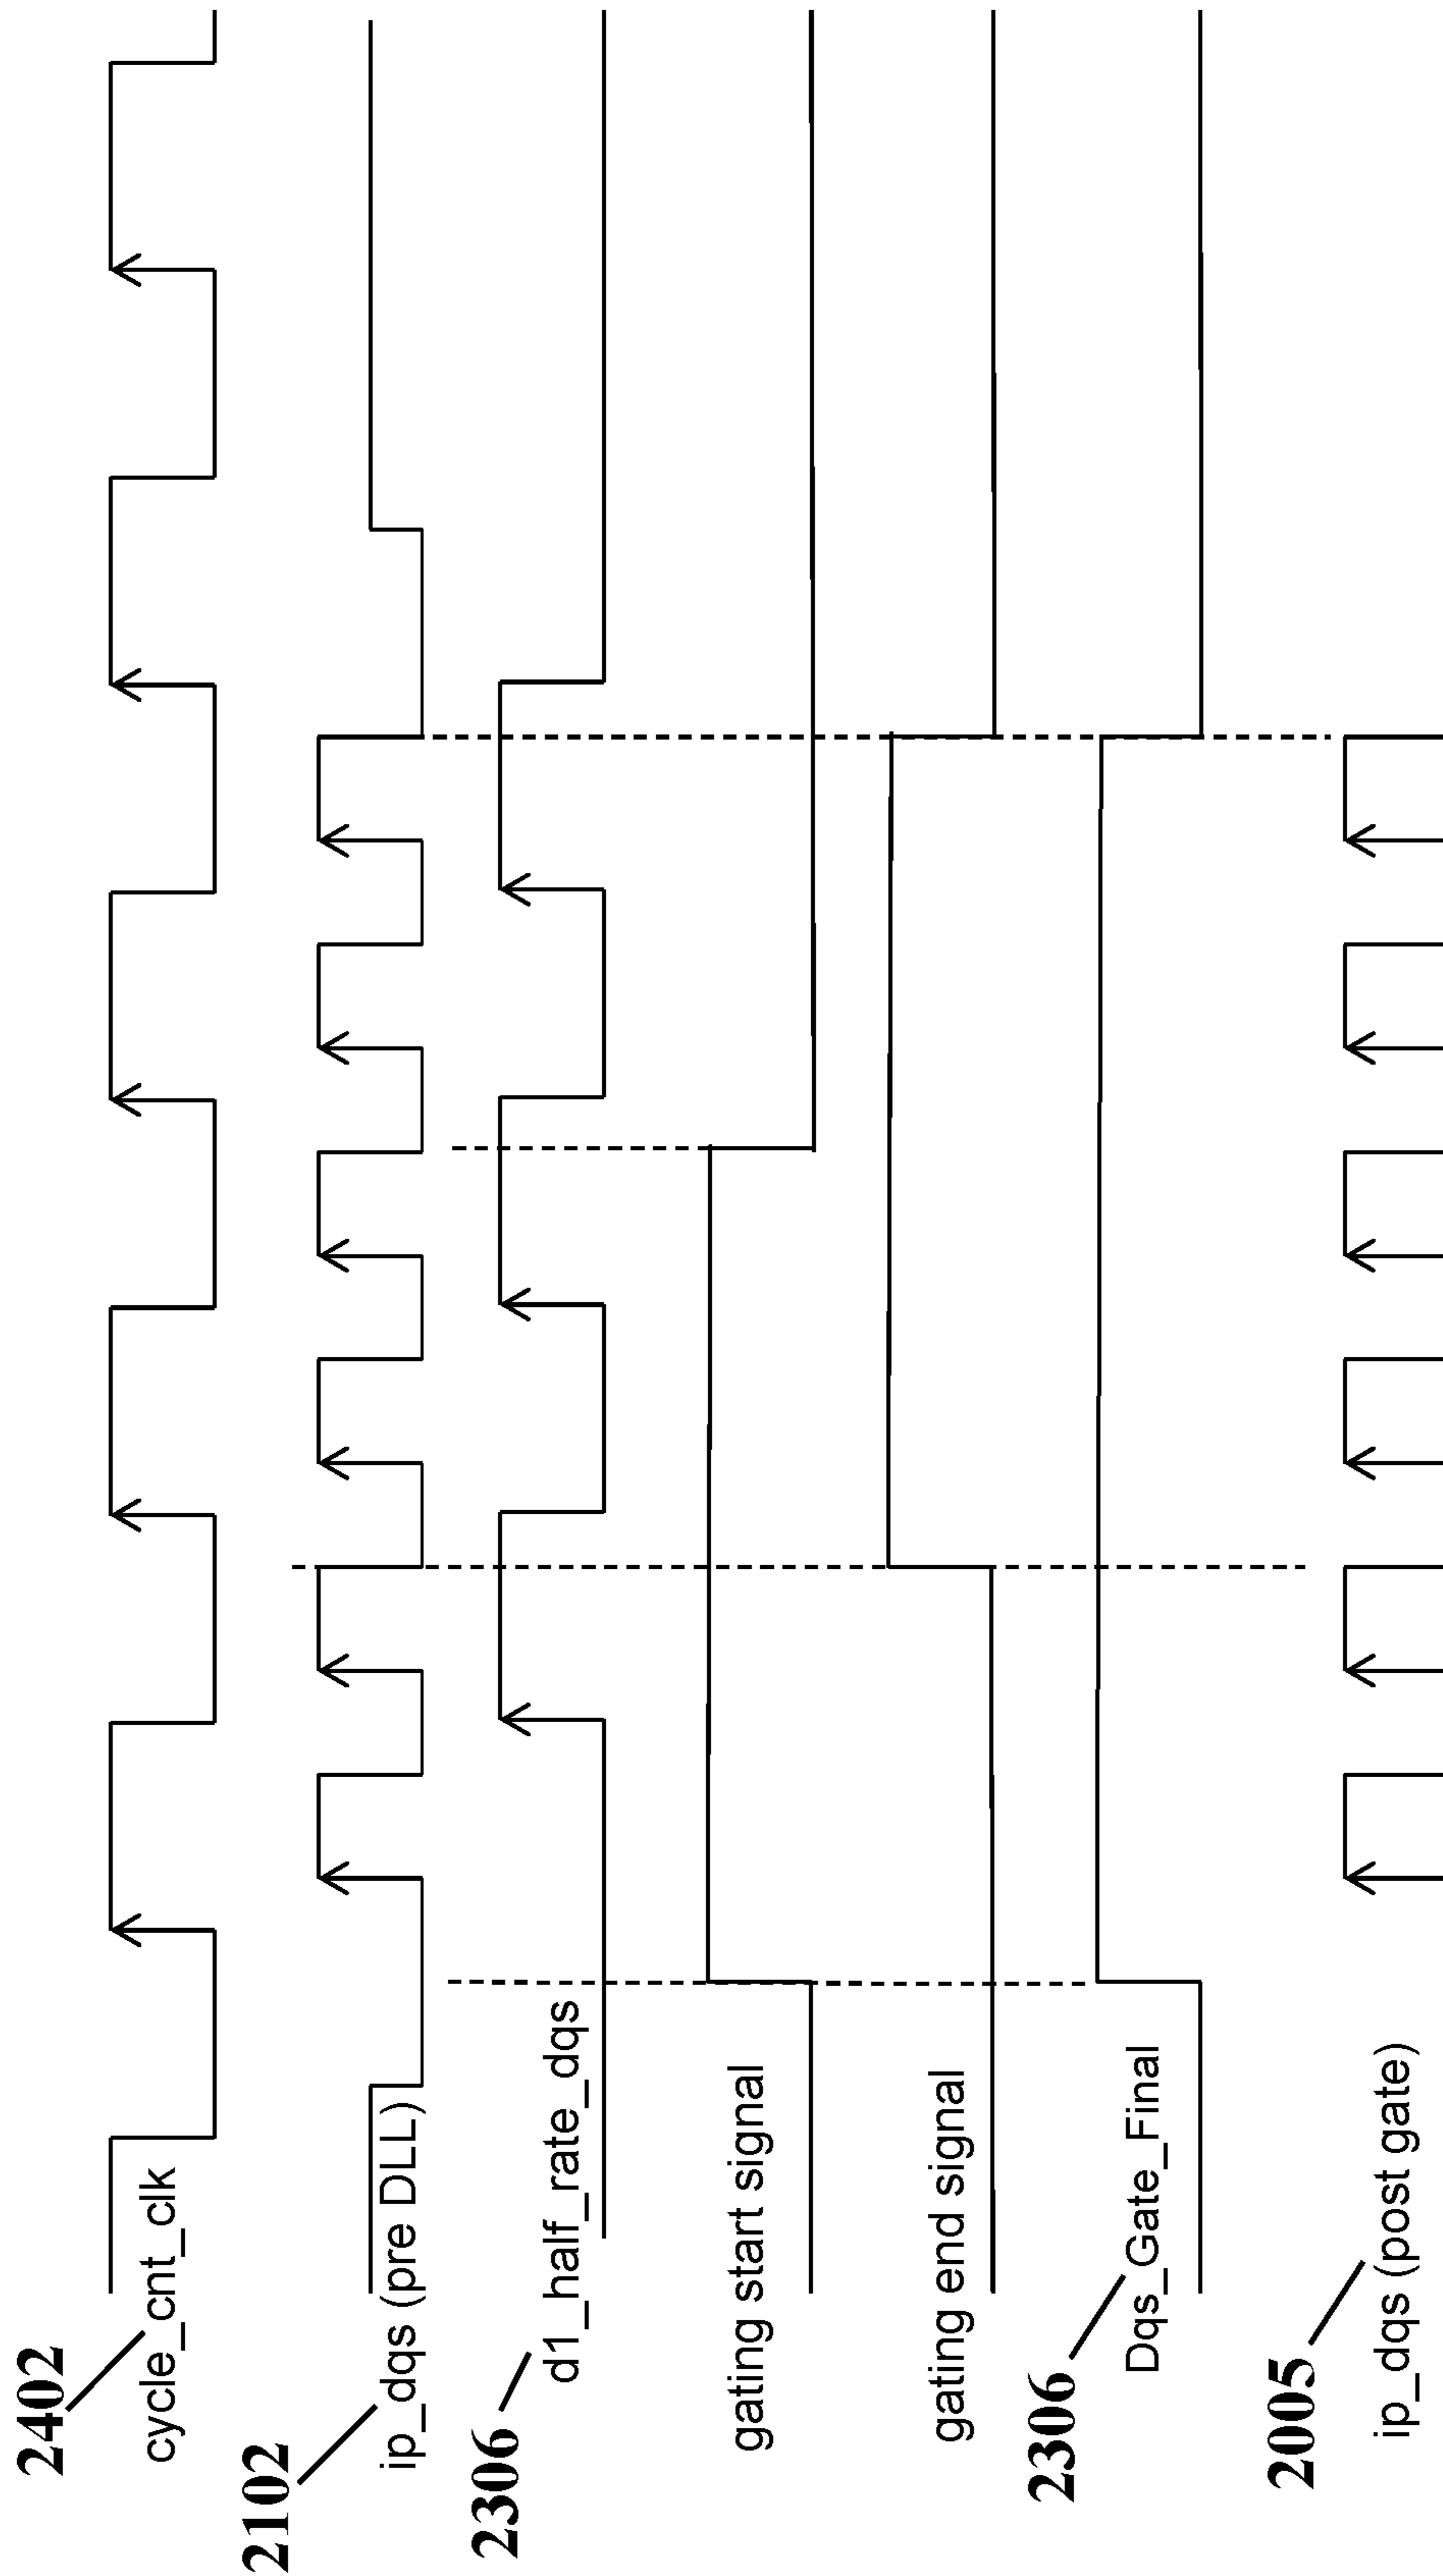 2402
cycle_cnt_clk
2102
ip_dqs (pre DLL)
2306
d1_half_rate_dqs
gating start signal
gating end signal
2306
Dqs_Gate_Final
2005
ip_dqs (post gate)